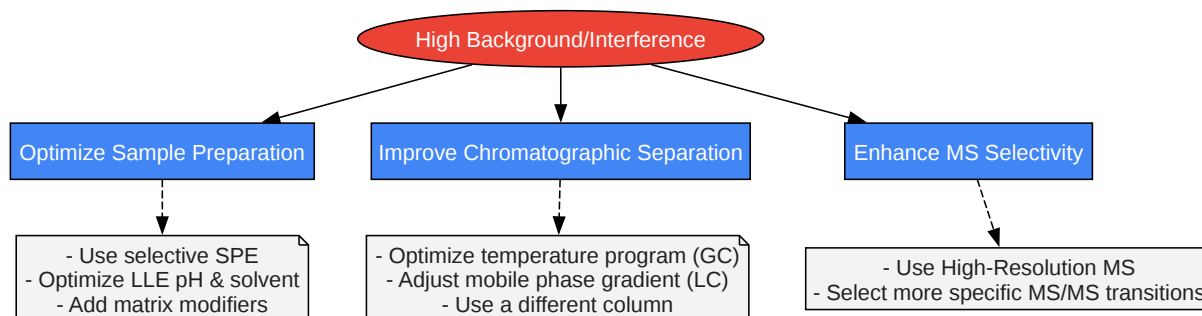 High Background/Interference
Optimize Sample Preparation
Improve Chromatographic Separation
Enhance MS Selectivity
- Use selective SPE
- Optimize LLE pH & solvent
- Add matrix modifiers
- Optimize temperature program (GC)
- Adjust mobile phase gradient (LC)
- Use a different column
- Use High-Resolution MS
- Select more specific MS/MS transitions